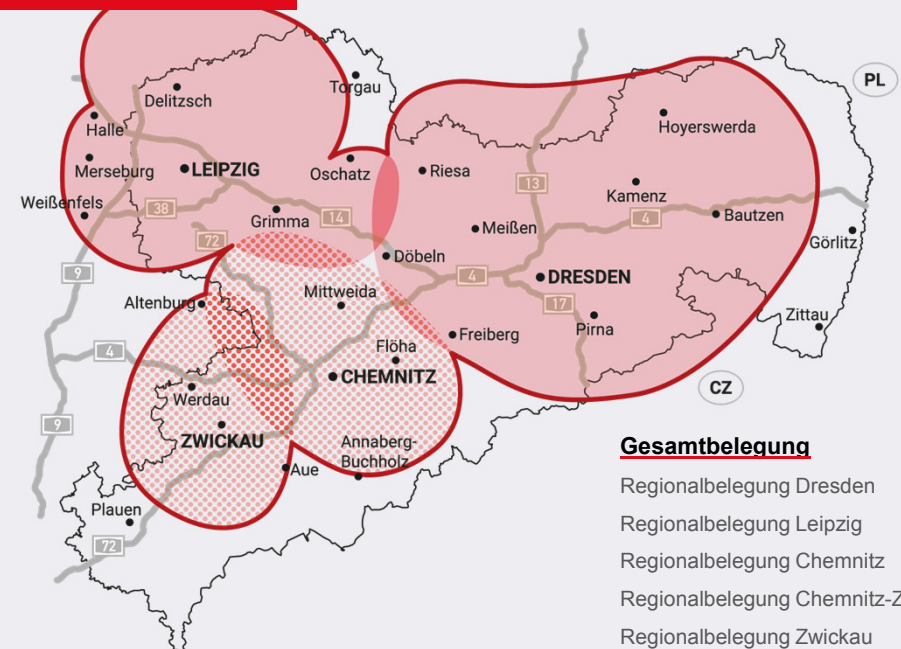 Torgau
PL
Delitzsch
Halle
Hoyerswerda
Merseburg
LEIPZIG
Oschatz
Riesa
13
Kamenz
Weißenfels
38
Grimma
14
4
Bautzen
72
Meißen
Görlitz
9
Döbeln
4
DRESDEN
Altenburg
Mittweida
17
Zittau
Pirna
Freiberg
4
Flöha
CHEMNITZ
CZ
Werdau
9
ZWICKAU
Annaberg-
Buchholz
Aue
Plauen
72
Gesamtbelegung
Regionalbelegung Dresden
Regionalbelegung Leipzig
Regionalbelegung Chemnitz
Regionalbelegung Chemnitz-Z
Regionalbelegung Zwickau